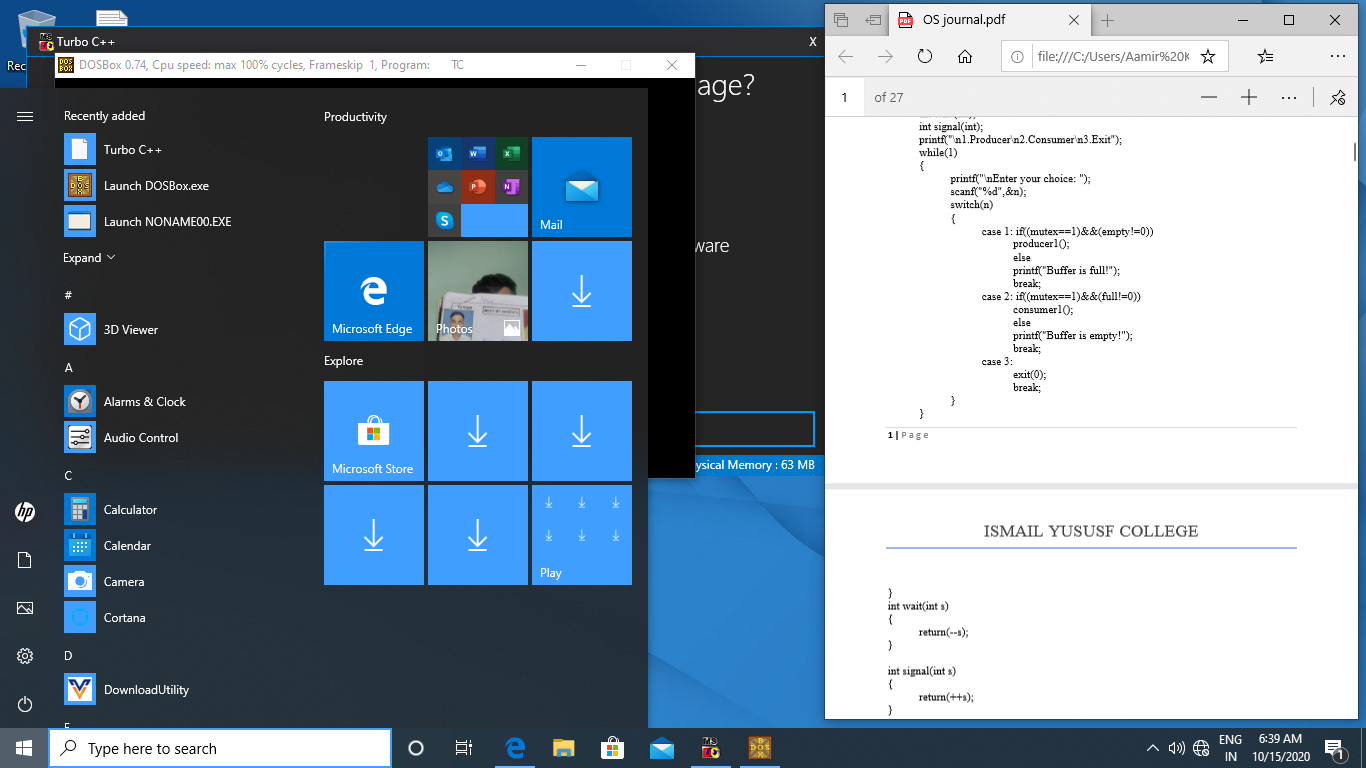 Rec
Turbo C++
X
DOSBox 0.74, Cpu speed: max 100% cycles, Frameskip 1, Program: TC
age?
ware
ysical Memory : 63 MB
Recently added
Turbo C++
Launch DOSBox.exe
Launch NONAME00.EXE
Expand
#
3D Viewer
A
Alarms & Clock
Audio Control
C
Calculator
Calendar
Camera
Cortana
D
DownloadUtility
Productivity
Mail
Microsoft Edge
Photos
Explore
Microsoft Store
Play
hp
OS journal.pdf
file:///C:/Users/Aamir%20K
1 of 27
int signal(int);
printf("\n1.Producer\n2.Consumer\n3.Exit");
while(1)
{
printf("\nEnter your choice: ");
scanf("%d",&n);
switch(n)
{
case 1: if((mutex==1)&&(empty!=0))
producer1();
else
printf("Buffer is full!");
break;
case 2: if((mutex==1)&&(full!=0))
consumer1();
else
printf("Buffer is empty!");
break;
case 3:
exit(0);
break;
}
}
1 | Page
ISMAIL YUSUSF COLLEGE
}
int wait(int s)
{
return(--s);
}
int signal(int s)
{
return(++s);
}
Type here to search
ENG
IN
6:39 AM
10/15/2020
1